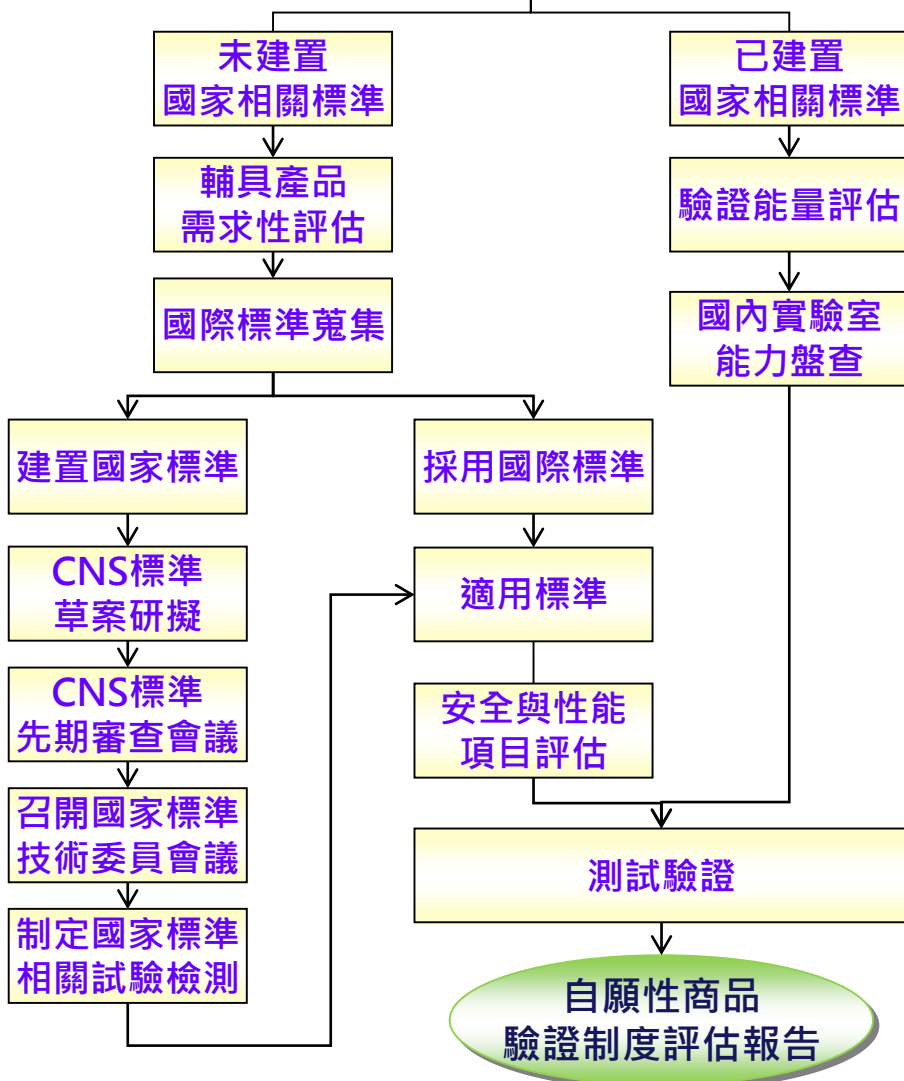 未建置
國家相關標準
已建置
國家相關標準
輔具產品
需求性評估
驗證能量評估
國際標準蒐集
國內實驗室
能力盤查
建置國家標準
採用國際標準
CNS標準
草案研擬
適用標準
CNS標準
先期審查會議
安全與性能
項目評估
召開國家標準
技術委員會議
測試驗證
制定國家標準
相關試驗檢測
自願性商品
驗證制度評估報告